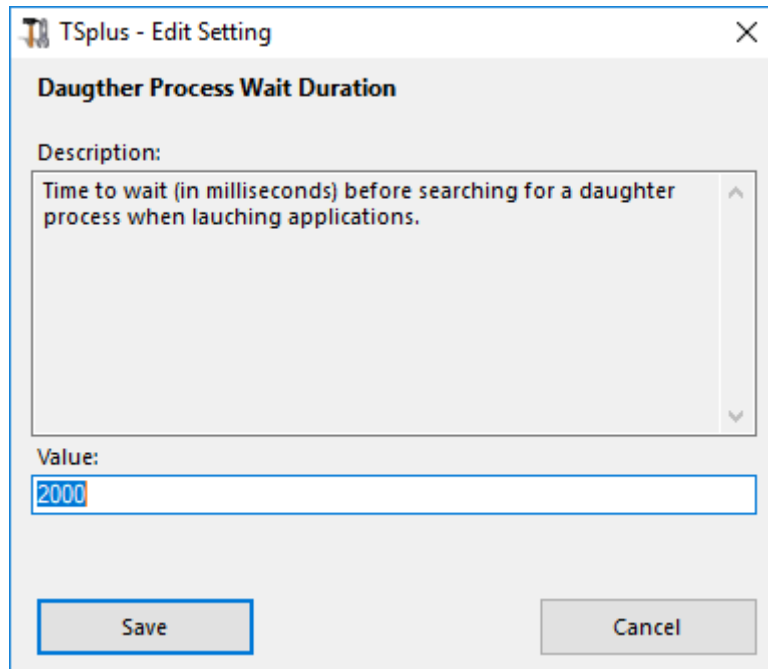 TSplus - Edit Setting
Daugther Process Wait Duration
Description:
Time to wait (in milliseconds) before searching for a daughter
process when lauching applications.
Value:
2000
Save
Cancel